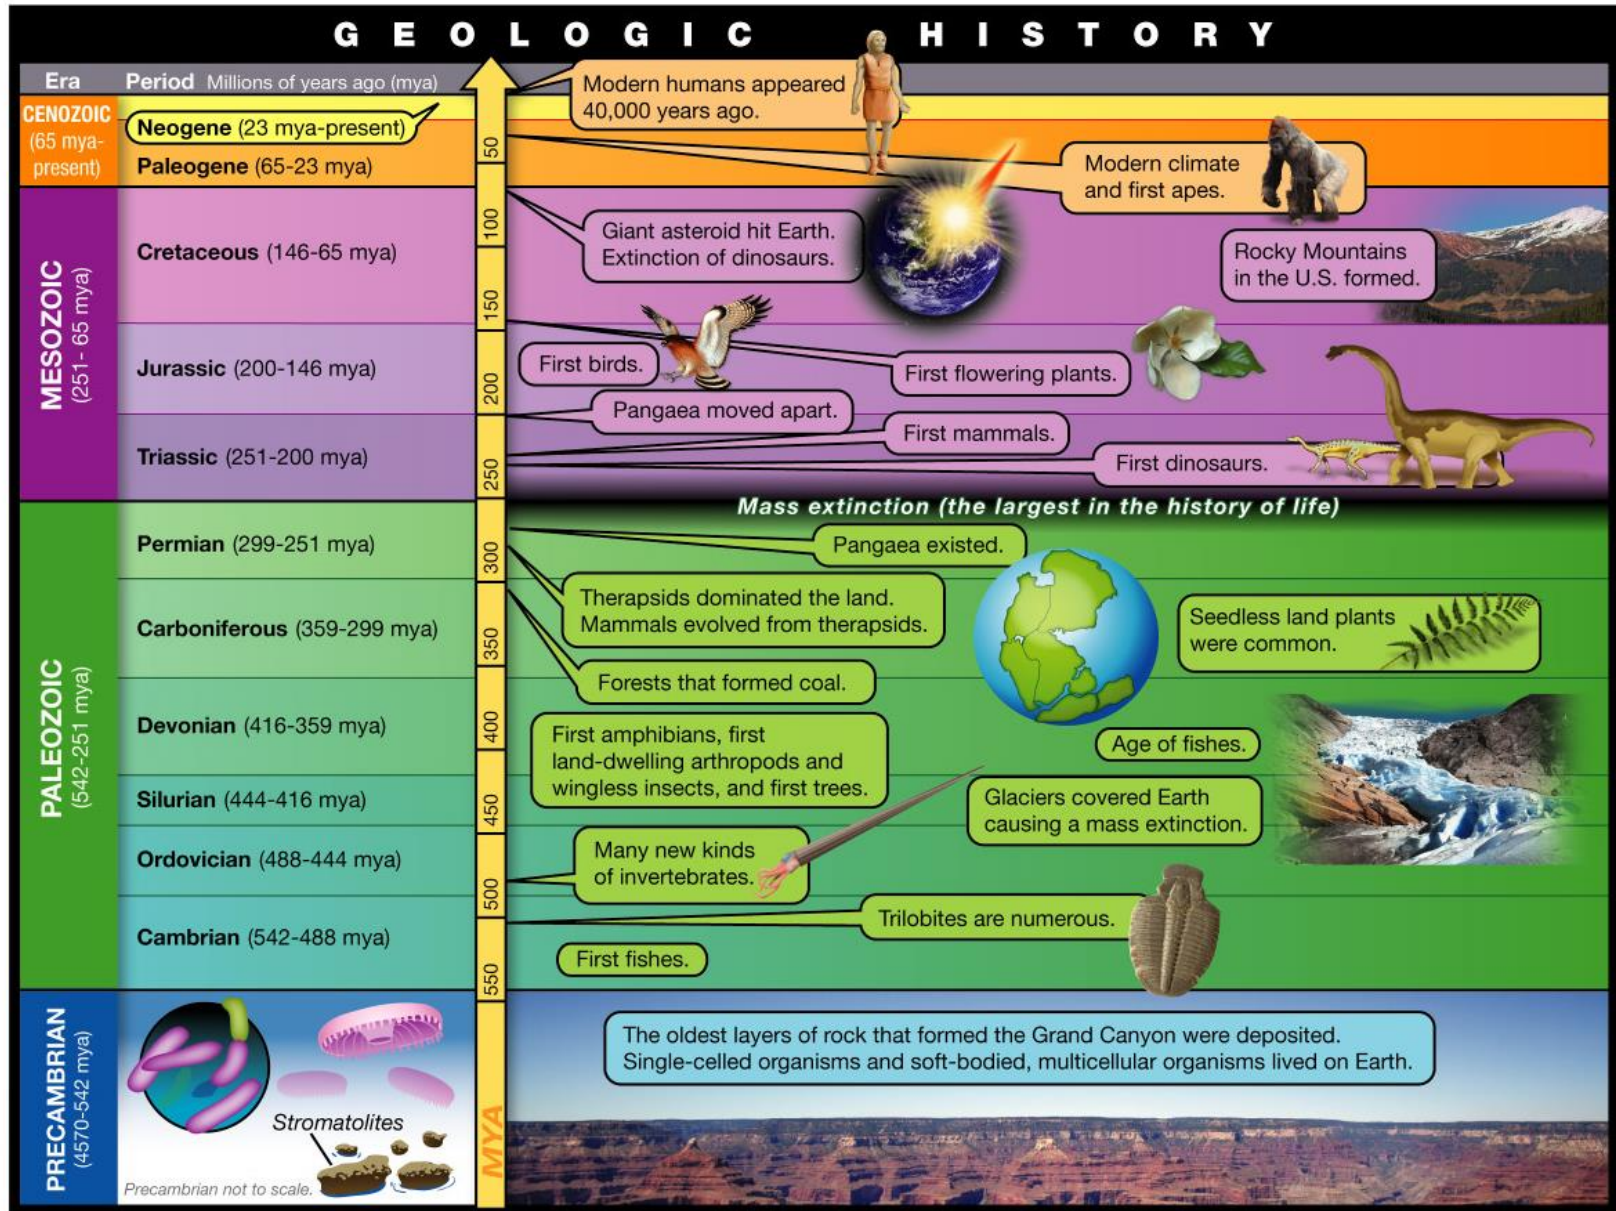 GEOLOGIC HISTORY
Era Period Millions of years ago (mya)
CENOZOIC
(65 mya-
present)
Neogene (23 mya-present)
Paleogene (65-23 mya)
Modern humans appeared
40,000 years ago.
Modern climate
and first apes.
MESOZOIC
(251- 65 mya)
Cretaceous (146-65 mya)
Giant asteroid hit Earth.
Extinction of dinosaurs.
Rocky Mountains
in the U.S. formed.
Jurassic (200-146 mya)
First birds.
First flowering plants.
Pangaea moved apart.
Triassic (251-200 mya)
First mammals.
First dinosaurs.
Mass extinction (the largest in the history of life)
PALEOZOIC
(542-251 mya)
Permian (299-251 mya)
Pangaea existed.
Therapsids dominated the land.
Mammals evolved from therapsids.
Carboniferous (359-299 mya)
Seedless land plants
were common.
Forests that formed coal.
Devonian (416-359 mya)
First amphibians, first
land-dwelling arthropods and
wingless insects, and first trees.
Age of fishes.
Silurian (444-416 mya)
Glaciers covered Earth
causing a mass extinction.
Ordovician (488-444 mya)
Many new kinds
of invertebrates.
Cambrian (542-488 mya)
Trilobites are numerous.
First fishes.
PRECAMBRIAN
(4570-542 mya)
Stromatolites
Precambrian not to scale.
The oldest layers of rock that formed the Grand Canyon were deposited.
Single-celled organisms and soft-bodied, multicellular organisms lived on Earth.
50
100
150
200
250
300
350
400
450
500
550
MYA